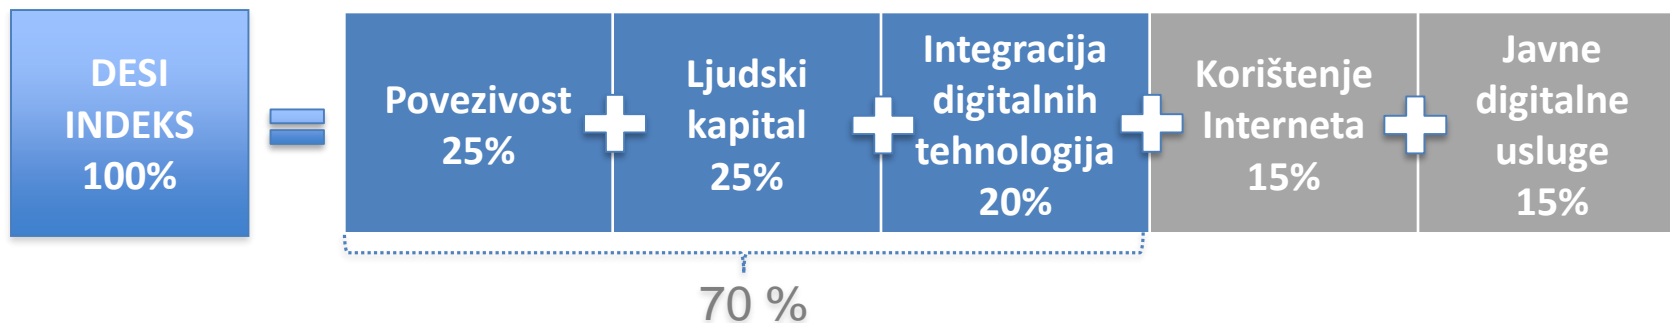 DESI
INDEKS
100%
Povezivost
25%
Ljudski
kapital
25%
Integracija
digitalnih
tehnologija
20%
Korištenje
Interneta
15%
Javne
digitalne
usluge
15%
70 %